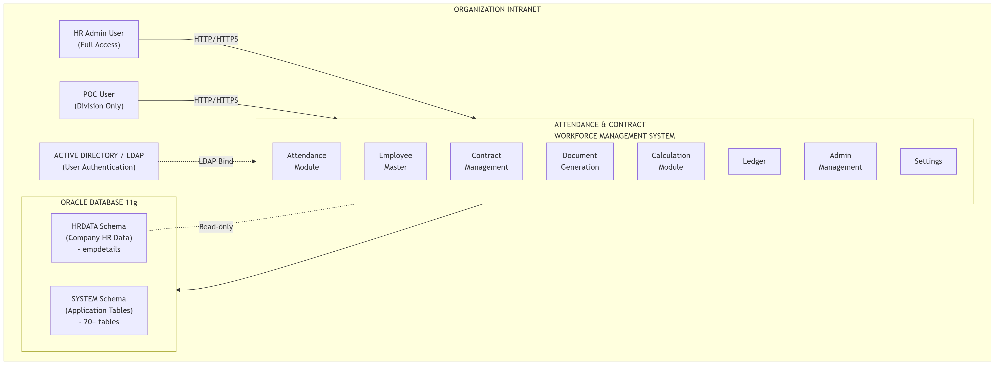 ORGANIZATION INTRANET
HR Admin User
(Full Access)
HTTP/HTTPS
POC User
(Division Only)
HTTP/HTTPS
ATTENDANCE & CONTRACT
WORKFORCE MANAGEMENT SYSTEM
ACTIVE DIRECTORY / LDAP
(User Authentication)
LDAP Bind
Attendance
Module
Employee
Master
Contract
Management
Document
Generation
Calculation
Module
Ledger
Admin
Management
Settings
ORACLE DATABASE 11g
HRDATA Schema
(Company HR Data)
- empdetails
Read-only
SYSTEM Schema
(Application Tables)
- 20+ tables